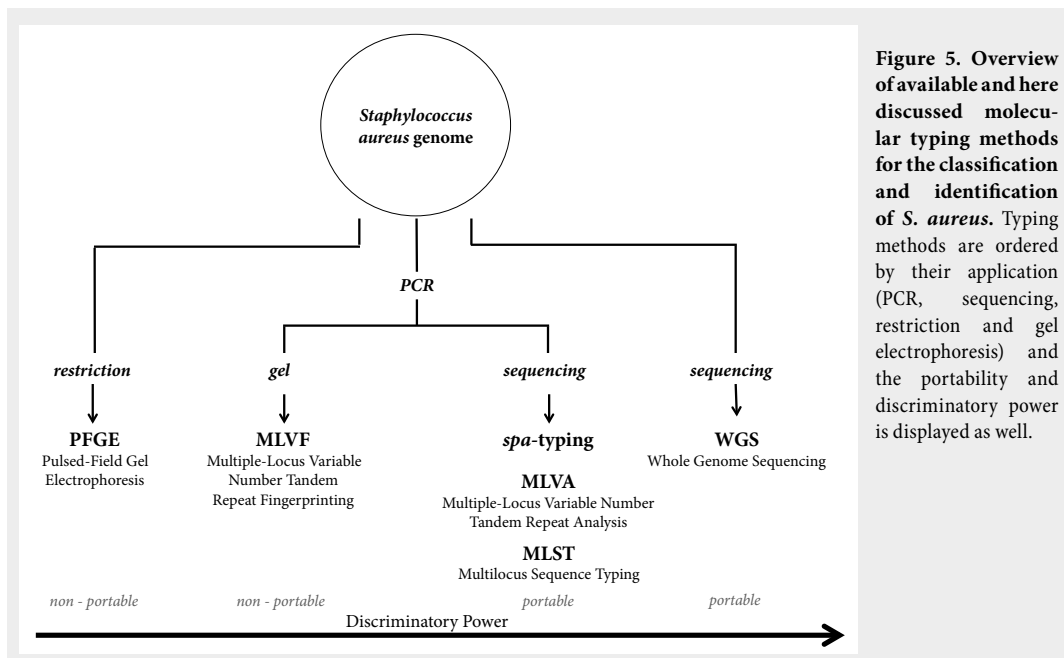 Staphylococcus
aureus genome
PCR
restriction
gel
sequencing
sequencing
PFGE
Pulsed-Field Gel
Electrophoresis
MLVF
Multiple-Locus Variable
Number Tandem
Repeat Fingerprinting
spa-typing
MLVA
Multiple-Locus Variable Number
Tandem Repeat Analysis
MLST
Multilocus Sequence Typing
WGS
Whole Genome Sequencing
non - portable
non - portable
portable
portable
Discriminatory Power
Figure 5. Overview
of available and here
discussed molecu-
lar typing methods
for the classification
and identification
of S. aureus. Typing
methods are ordered
by their application
(PCR, sequencing,
restriction and gel
electrophoresis) and
the portability and
discriminatory power
is displayed as well.